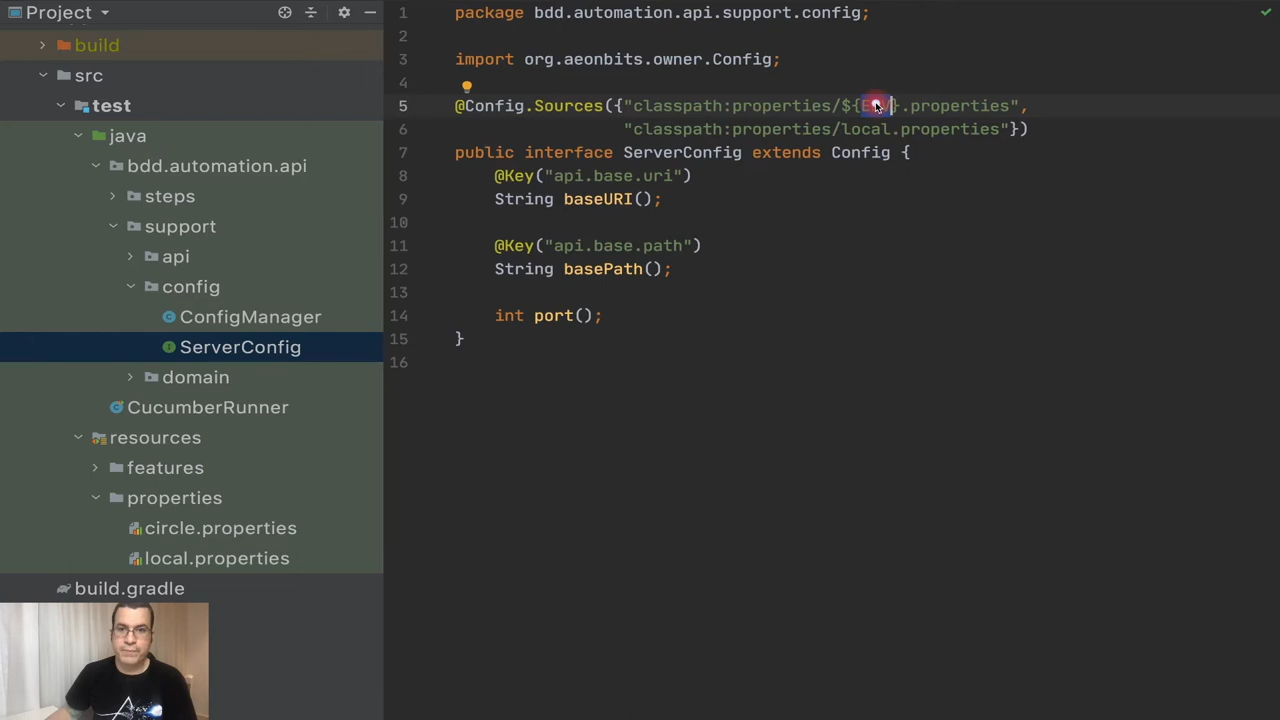 Project
build
src
test
java
bdd.automation.api
steps
support
api
config
ConfigManager
ServerConfig
domain
CucumberRunner
resources
features
properties
circle.properties
local.properties
build.gradle
1 package bdd.automation.api.support.config;
2
3 import org.aeonbits.owner.Config;
4
5 @Config.Sources({"classpath:properties/${ENV}.properties",
6 "classpath:properties/local.properties"})
7 public interface ServerConfig extends Config {
8 @Key("api.base.uri")
9 String baseURI();
10
11 @Key("api.base.path")
12 String basePath();
13
14 int port();
15 }
16